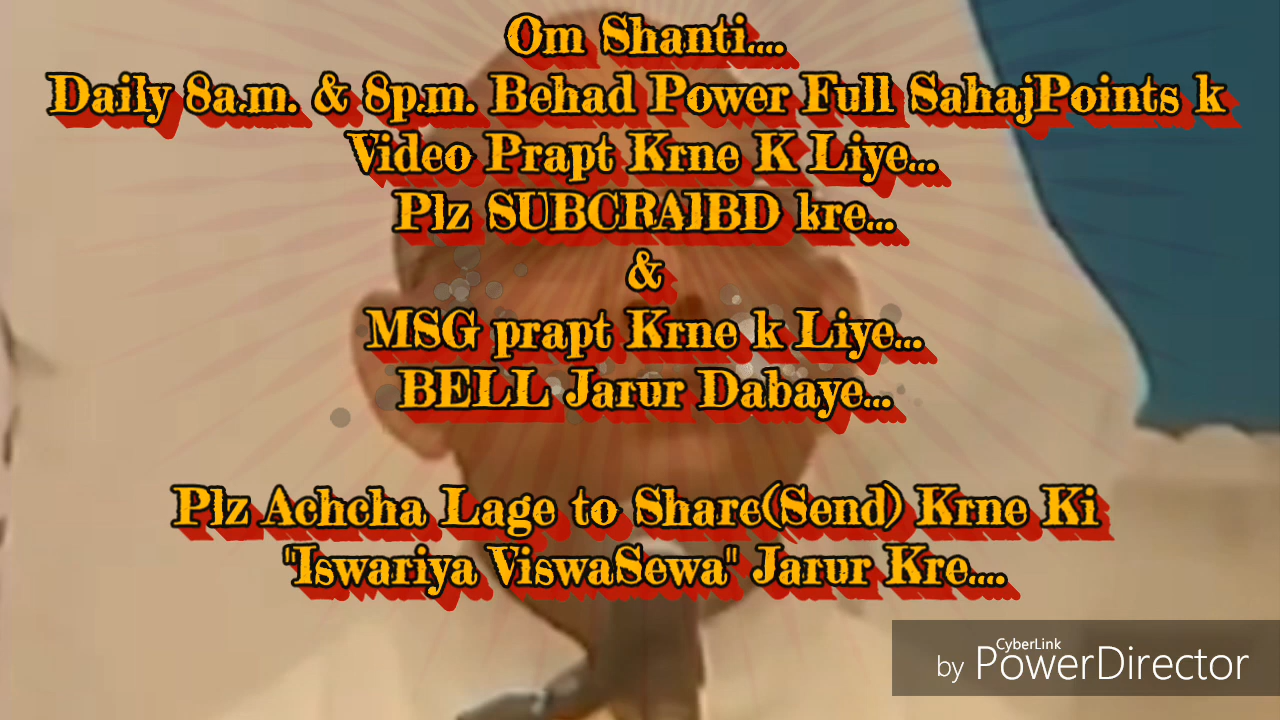 Om Shanti....
Daily 8a.m. & 8p.m. Behad Power Full SahajPoints k
Video Prapt Krne K Liye...
Plz SUBCRAIBD kre...
&
MSG prapt Krne k Liye...
BELL Jarur Dabaye...
Plz Achcha Lage to Share(Send) Krne Ki
"Iswariya ViswaSewa" Jarur Kre....
by CyberLink PowerDirector